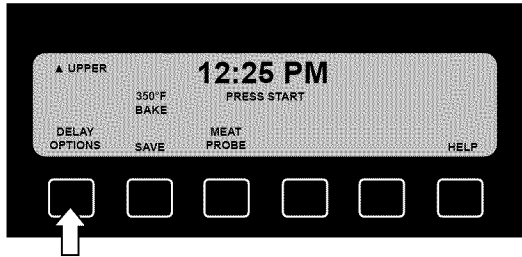 ▲ UPPER
12:25 PM
350°F
BAKE
PRESS START
DELAY
OPTIONS
SAVE
MEAT
PROBE
HELP